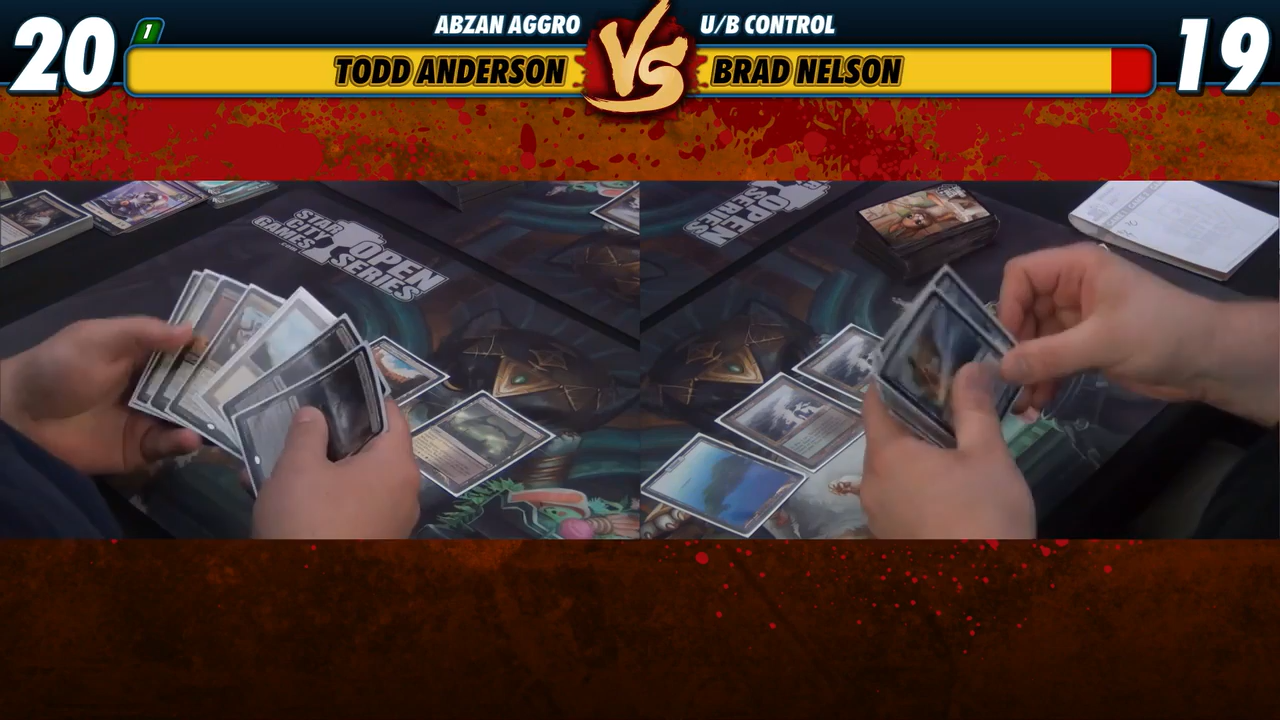 20
1
ABZAN AGGRO
VS
U/B CONTROL
19
TODD ANDERSON
BRAD NELSON
STAR
CITY
GAMES
OPEN
SERIES
OPEN
SERIES